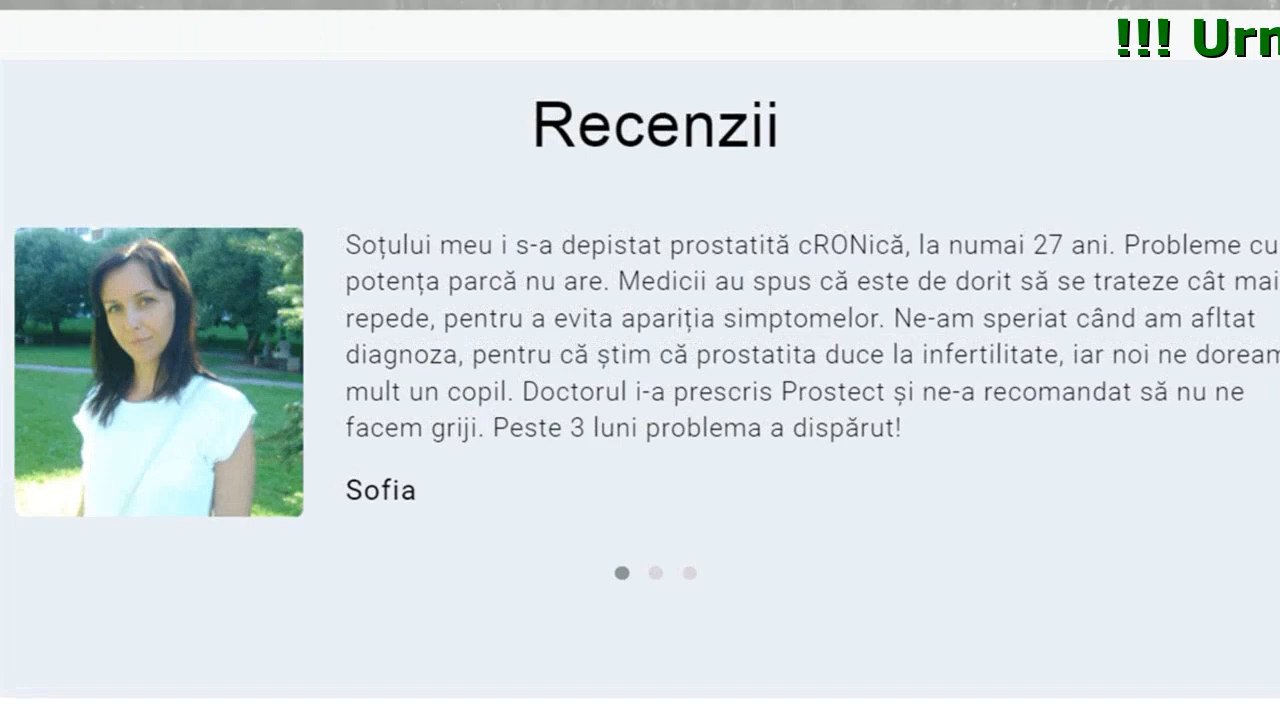 !!! Urm
Recenzii
Soțului meu i s-a depistat prostatită cRONică, la numai 27 ani. Probleme cu
potența parcă nu are. Medicii au spus că este de dorit să se trateze cât mai
repede, pentru a evita apariția simptomelor. Ne-am speriat când am afltat
diagnoza, pentru că știm că prostatita duce la infertilitate, iar noi ne doream
mult un copil. Doctorul i-a prescris Prostect și ne-a recomandat să nu ne
facem griji. Peste 3 luni problema a dispărut!
Sofia